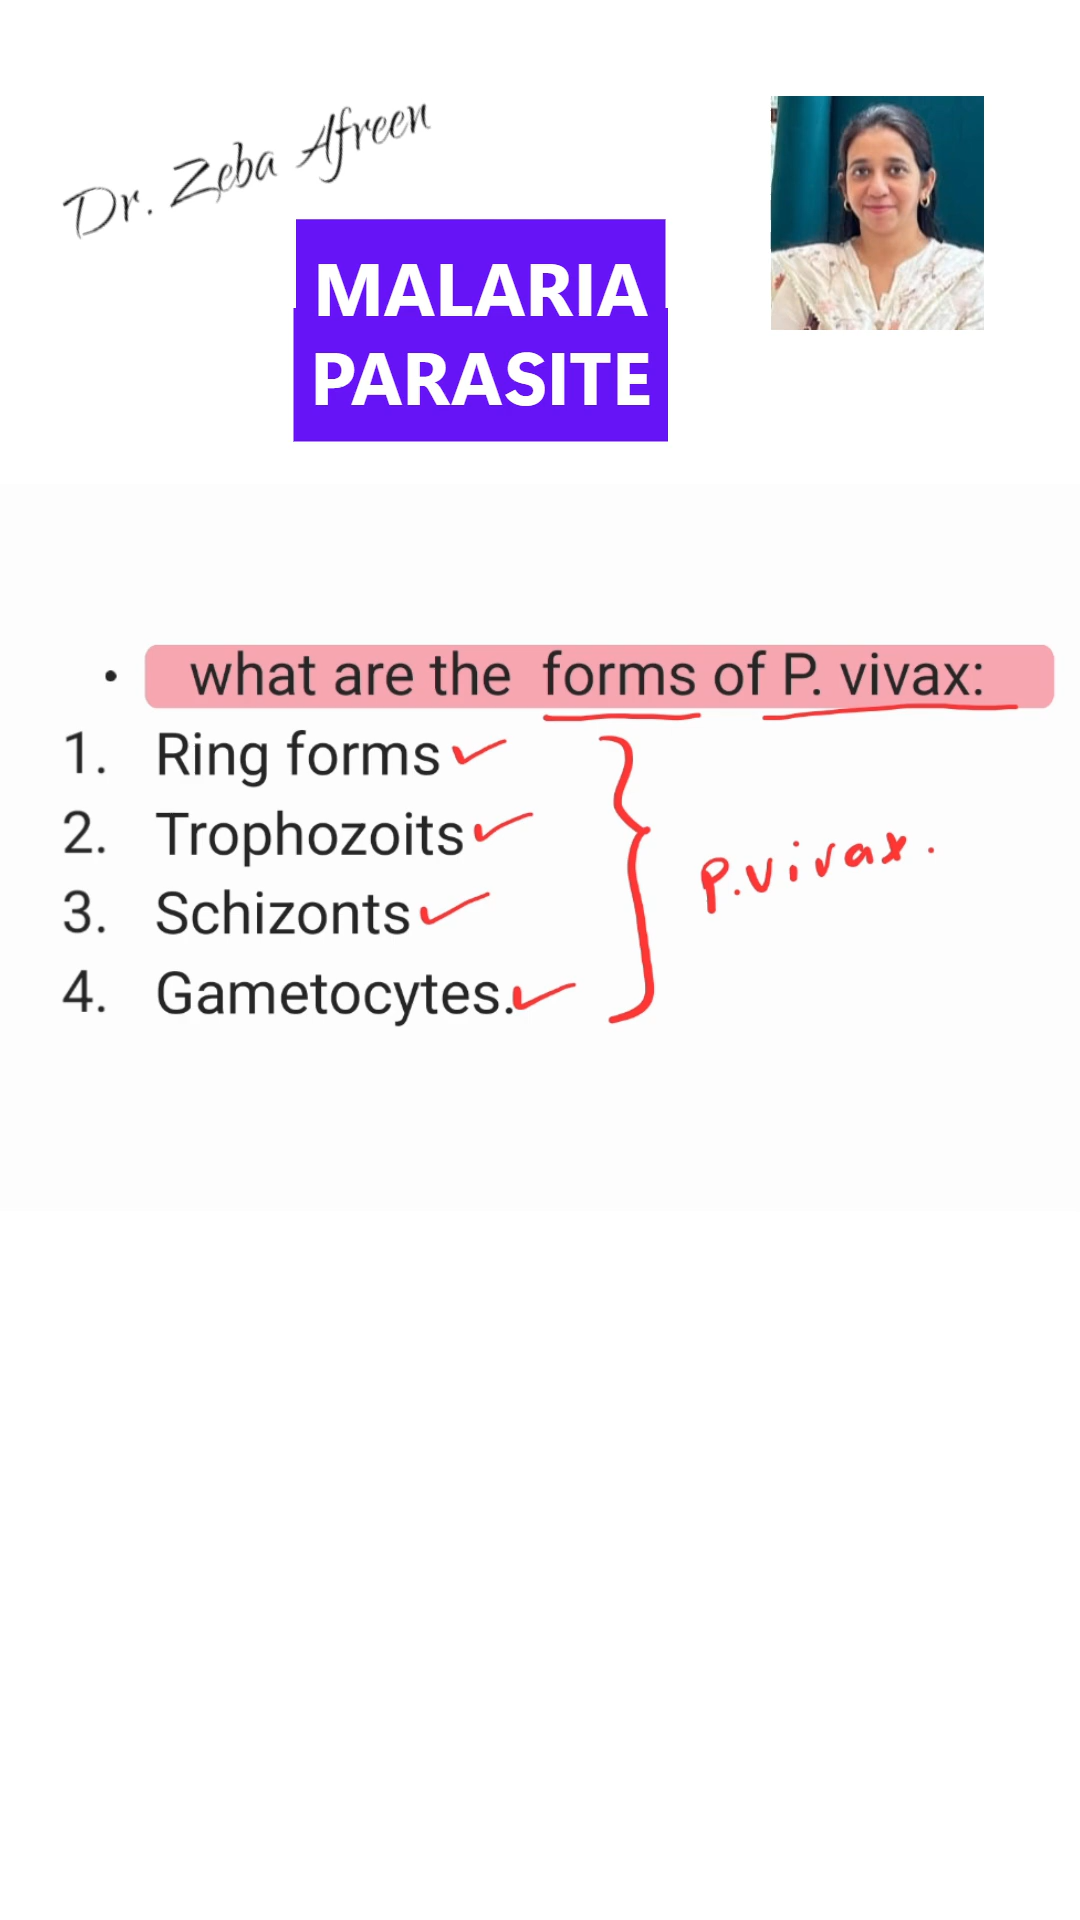 Dr. Zeba Afreen
MALARIA
PARASITE
• what are the forms of P. vivax:
1. Ring forms
2. Trophozoits
3. Schizonts
4. Gametocytes.
P.vivax.